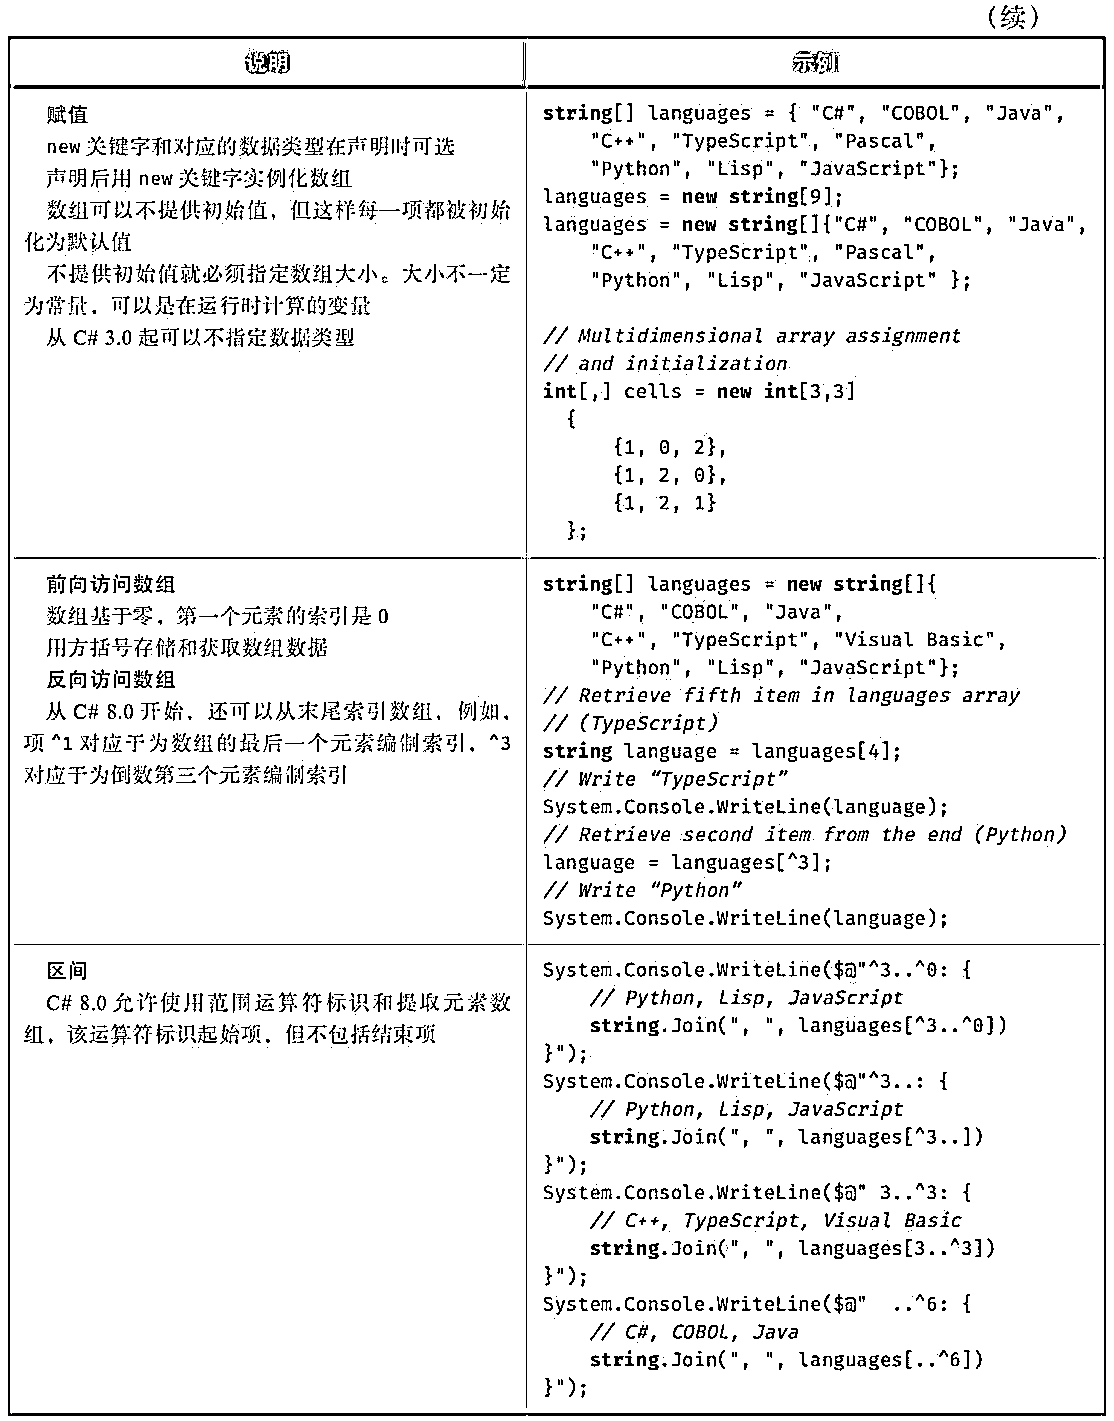 （续）
说明
示例
赋值
new 关键字和对应的数据类型在声明时可选
声明后用 new 关键字实例化数组
数组可以不提供初始值，但这样每一项都被初始
化为默认值
不提供初始值就必须指定数组大小。大小不一定
为常量，可以是在运行时计算的变量
从 C# 3.0 起可以不指定数据类型
string[] languages = { "C#", "COBOL", "Java",
"C++", "TypeScript", "Pascal",
"Python", "Lisp", "JavaScript"};
languages = new string[9];
languages = new string[]{"C#", "COBOL", "Java",
"C++", "TypeScript", "Pascal",
"Python", "Lisp", "JavaScript" };
// Multidimensional array assignment
// and initialization
int[,] cells = new int[3,3]
{
{1, 0, 2},
{1, 2, 0},
{1, 2, 1}
};
前向访问数组
数组基于零，第一个元素的索引是 0
用方括号存储和获取数组数据
反向访问数组
从 C# 8.0 开始，还可以从末尾索引数组，例如，
项 ^1 对应于为数组的最后一个元素编制索引，^3
对应于为倒数第三个元素编制索引
string[] languages = new string[]{
"C#", "COBOL", "Java",
"C++", "TypeScript", "Visual Basic",
"Python", "Lisp", "JavaScript"};
// Retrieve fifth item in languages array
// (TypeScript)
string language = languages[4];
// Write “TypeScript”
System.Console.WriteLine(language);
// Retrieve second item from the end (Python)
language = languages[^3];
// Write “Python”
System.Console.WriteLine(language);
区间
C# 8.0 允许使用范围运算符标识和提取元素数
组，该运算符标识起始项，但不包括结束项
System.Console.WriteLine($@"^3..^0: {
// Python, Lisp, JavaScript
string.Join(", ", languages[^3..^0])
}");
System.Console.WriteLine($@"^3..: {
// Python, Lisp, JavaScript
string.Join(", ", languages[^3..])
}");
System.Console.WriteLine($@" 3..^3: {
// C++, TypeScript, Visual Basic
string.Join(", ", languages[3..^3])
}");
System.Console.WriteLine($@"  ..^6: {
// C#, COBOL, Java
string.Join(", ", languages[..^6])
}");